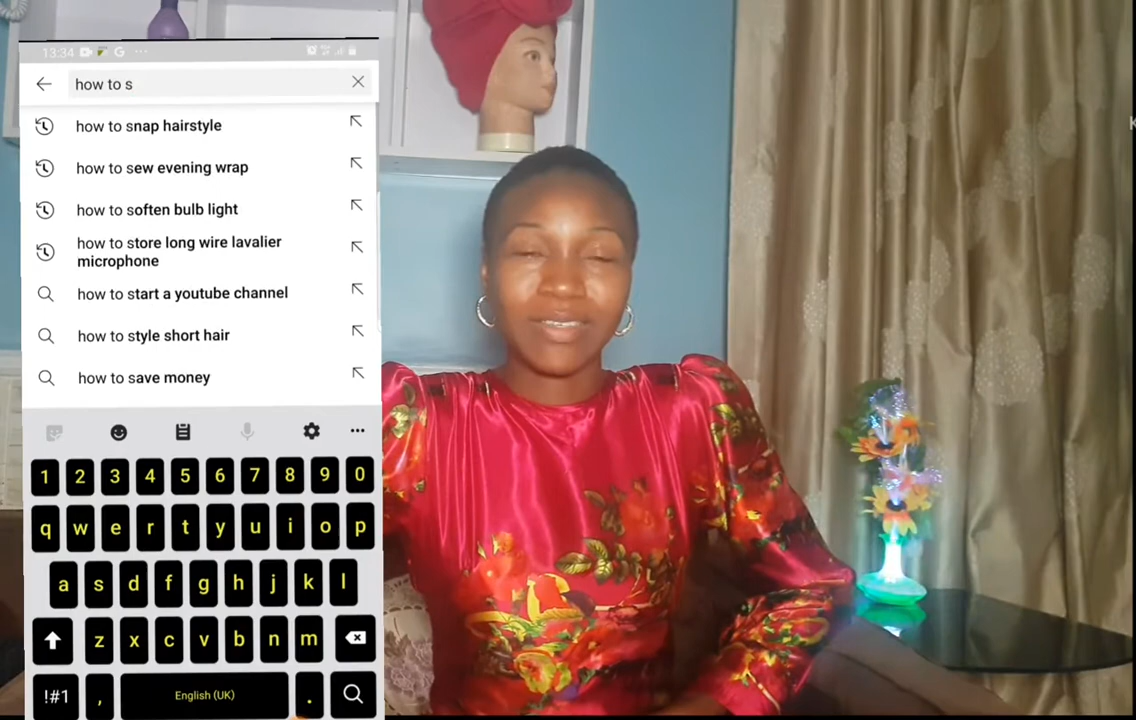 13:34 G ...
how to s
how to snap hairstyle
how to sew evening wrap
how to soften bulb light
how to store long wire lavalier
microphone
how to start a youtube channel
how to style short hair
how to save money
1 2 3 4 5 6 7 8 9 0
q w e r t y u i o p
a s d f g h j k l
z x c v b n m
!#1 , English (UK) .
K